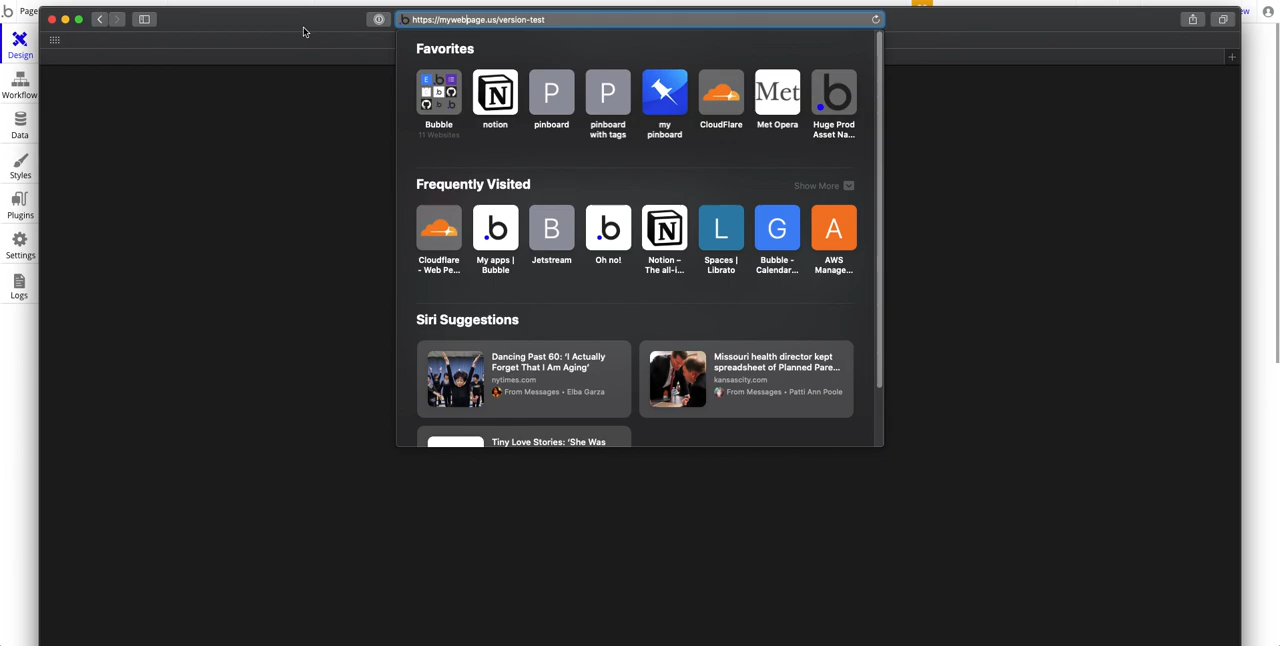 Page
https://mywebpage.us/version-test
ew
Design
Workflow
Data
Styles
Plugins
Settings
Logs
Favorites
N
P
P
Met
b
Bubble
11 Websites
notion
pinboard
pinboard
with tags
my
pinboard
CloudFlare
Met Opera
Huge Prod
Asset Na...
Frequently Visited
Show More
.b
B
.b
N
L
G
A
Cloudflare
- Web Pe...
My apps |
Bubble
Jetstream
Oh no!
Notion –
The all-i...
Spaces |
Librato
Bubble -
Calendar...
AWS
Manage...
Siri Suggestions
Dancing Past 60: ‘I Actually
Forget That I Am Aging’
nytimes.com
From Messages • Elba Garza
Missouri health director kept
spreadsheet of Planned Pare...
kansascity.com
From Messages • Patti Ann Poole
Tiny Love Stories: ‘She Was